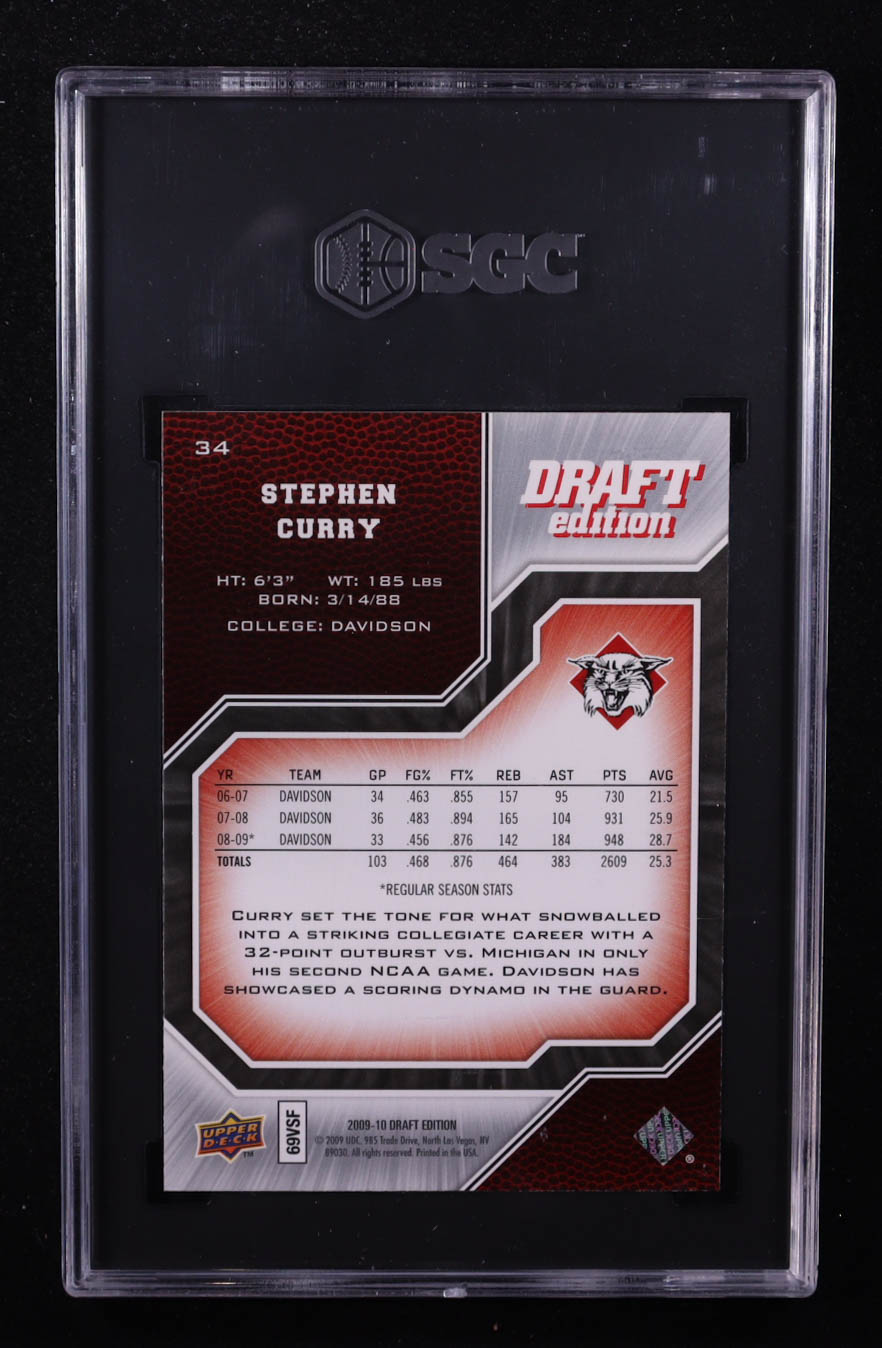 SGC
34
STEPHEN
CURRY
HT: 6'3" WT: 185 LBS
BORN: 3/14/88
COLLEGE: DAVIDSON
DRAFT
edition
YR TEAM GP FG% FT% REB AST PTS AVG
06-07 DAVIDSON 34 .463 .855 157 95 730 21.5
07-08 DAVIDSON 36 .483 .894 165 104 931 25.9
08-09* DAVIDSON 33 .456 .876 142 184 948 28.7
TOTALS 103 .468 .876 464 383 2609 25.3
*REGULAR SEASON STATS
CURRY SET THE TONE FOR WHAT SNOWBALLED
INTO A STRIKING COLLEGIATE CAREER WITH A
32-POINT OUTBURST VS. MICHIGAN IN ONLY
HIS SECOND NCAA GAME. DAVIDSON HAS
SHOWCASED A SCORING DYNAMO IN THE GUARD.
UPPER
D·E·C·K
TM
69VSF
2009-10 DRAFT EDITION
© 2009 UDC. 985 Trade Drive, North Las Vegas, NV
89030. All rights reserved. Printed in the USA.
®